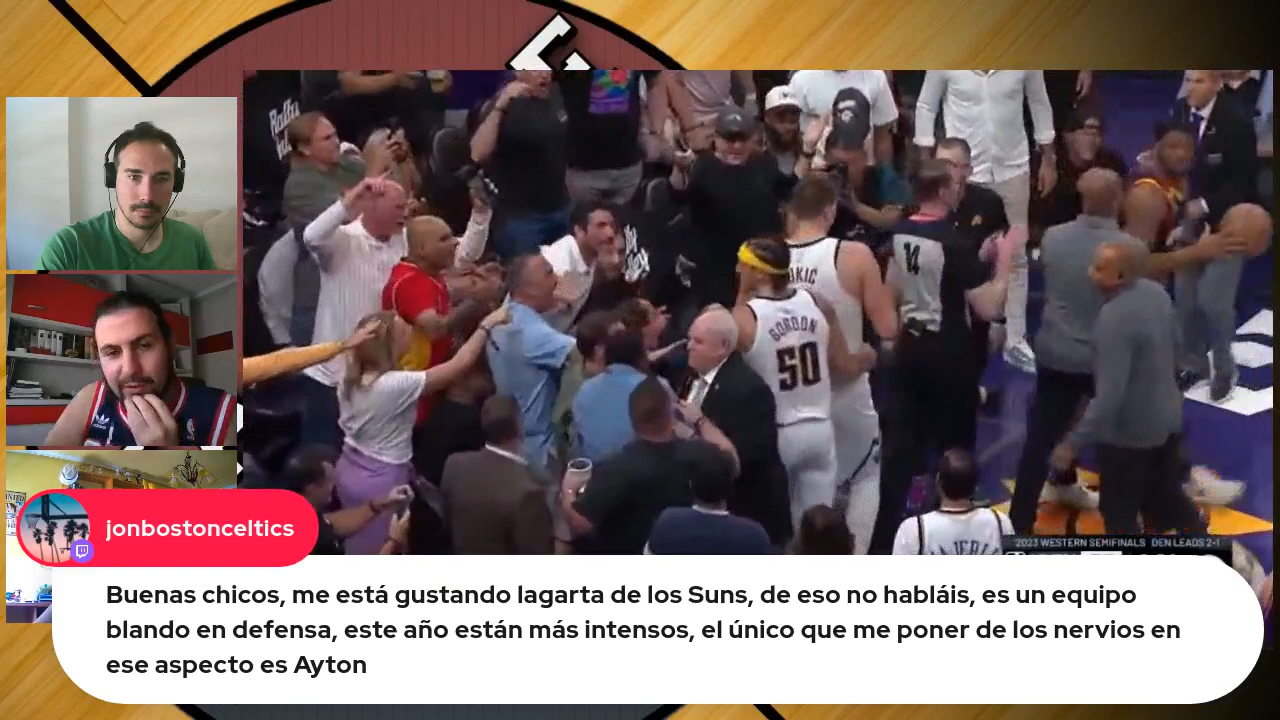 14
JOKIC
GORDON
50
2023 WESTERN SEMIFINALS DEN LEADS 2-1
jonbostonceltics
Buenas chicos, me está gustando lagarta de los Suns, de eso no habláis, es un equipo
blando en defensa, este año están más intensos, el único que me poner de los nervios en
ese aspecto es Ayton